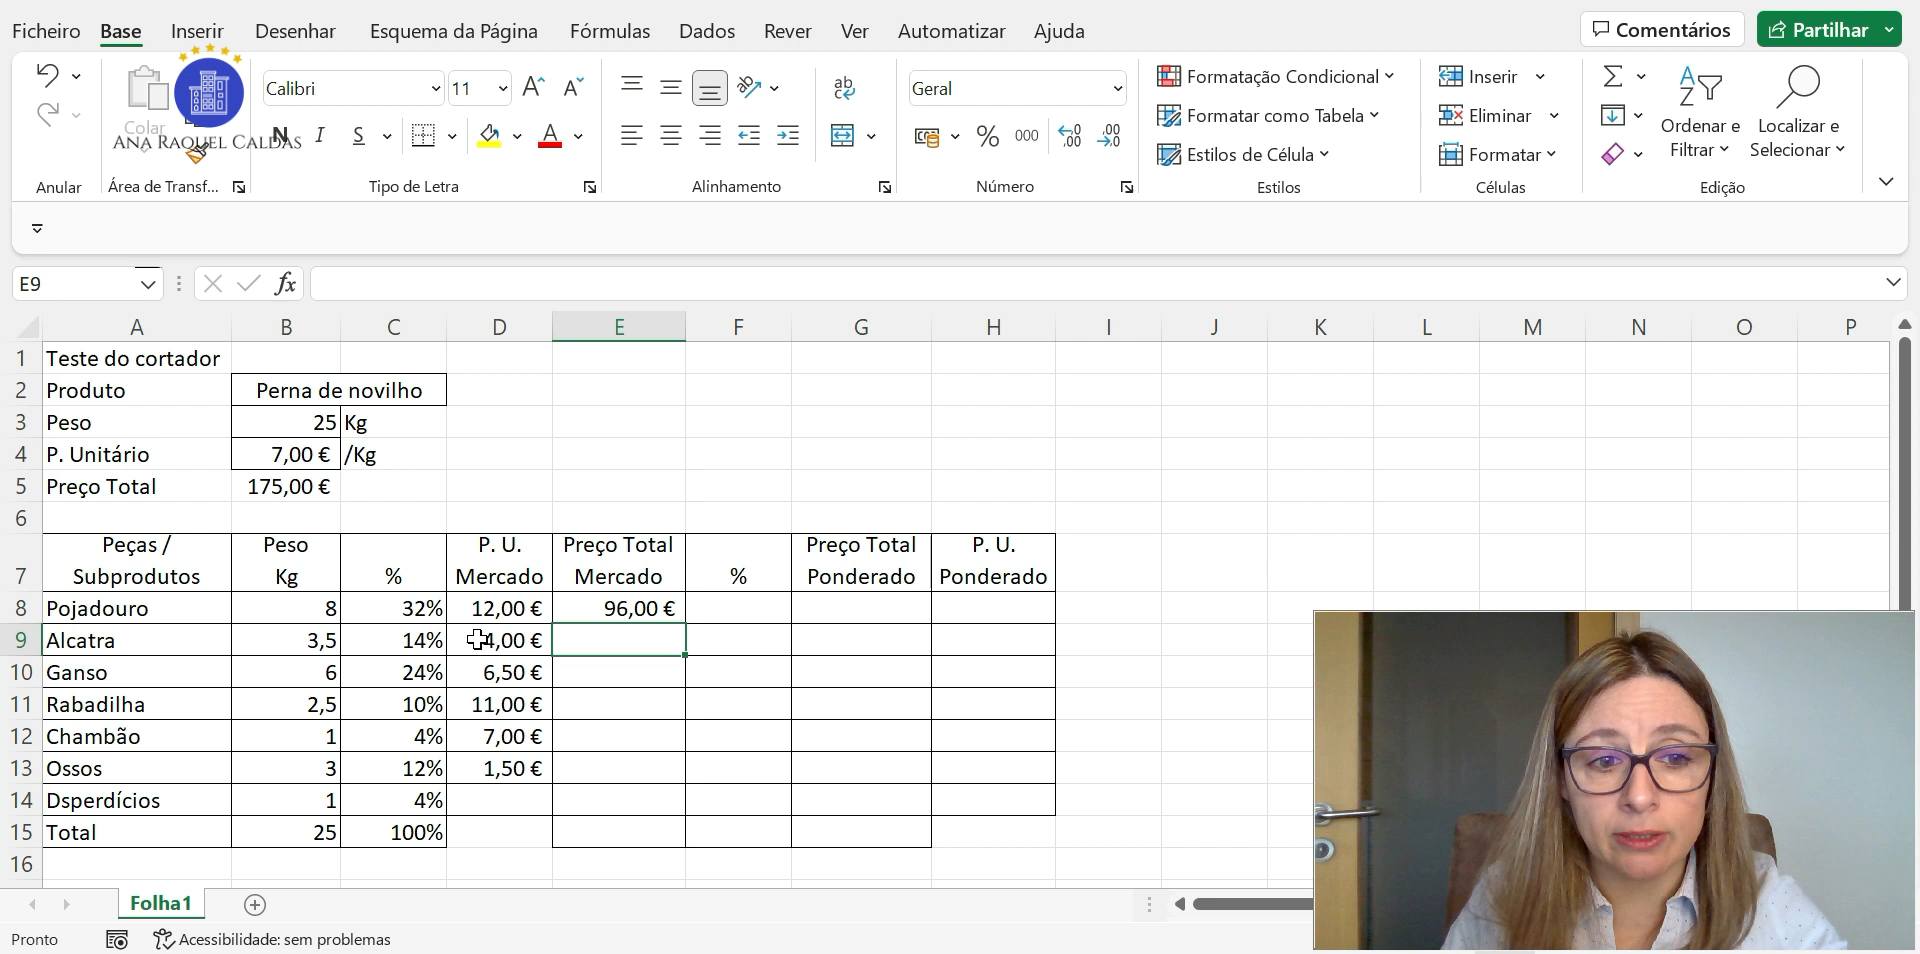 Ficheiro Base Inserir Desenhar Esquema da Página Fórmulas Dados Rever Ver Automatizar Ajuda Comentários Partilhar
Calibri 11 Geral
Formatação Condicional Inserir
Formatar como Tabela Eliminar
Estilos de Célula Formatar
Colar
N I S A
% 000
Ordenar e Filtrar
Localizar e Selecionar
ANA RAQUEL CALDAS
Anular Área de Transf... Tipo de Letra Alinhamento Número Estilos Células Edição
E9 fx
A B C D E F G H I J K L M N O P
1 Teste do cortador
2 Produto Perna de novilho
3 Peso 25 Kg
4 P. Unitário 7,00 € /Kg
5 Preço Total 175,00 €
6
Peças / Peso P. U. Preço Total Preço Total P. U.
7 Subprodutos Kg % Mercado Mercado % Ponderado Ponderado
8 Pojadouro 8 32% 12,00 € 96,00 €
9 Alcatra 3,5 14% 4,00 €
10 Ganso 6 24% 6,50 €
11 Rabadilha 2,5 10% 11,00 €
12 Chambão 1 4% 7,00 €
13 Ossos 3 12% 1,50 €
14 Dsperdícios 1 4%
15 Total 25 100%
16
Folha1
Pronto Acessibilidade: sem problemas